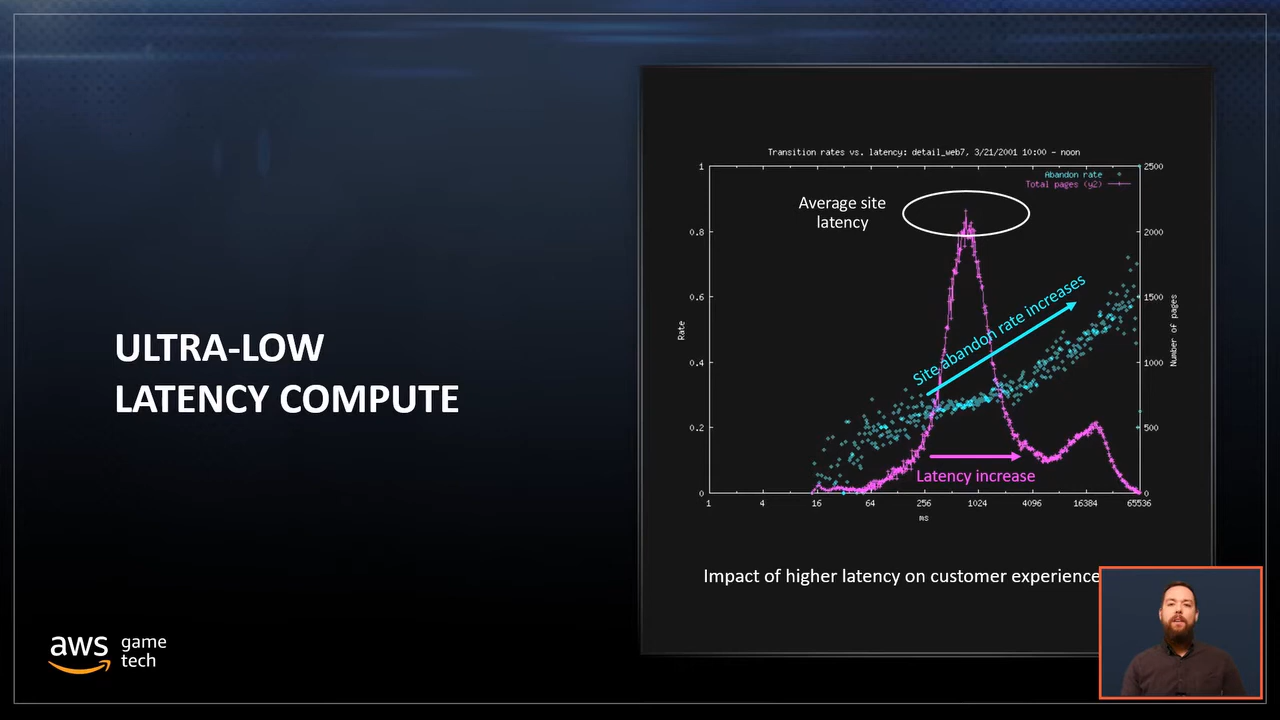 ULTRA-LOW
LATENCY COMPUTE
aws game
tech
Transition rates vs. latency: detail_web7, 3/21/2001 10:00 - noon
Abandon rate
Total pages (y2)
Average site
latency
Site abandon rate increases
Latency increase
1
0.8
0.6
0.4
0.2
0
Rate
2500
2000
1500
1000
500
0
Number of pages
1 4 16 64 256 1024 4096 16384 65536
ms
Impact of higher latency on customer experience